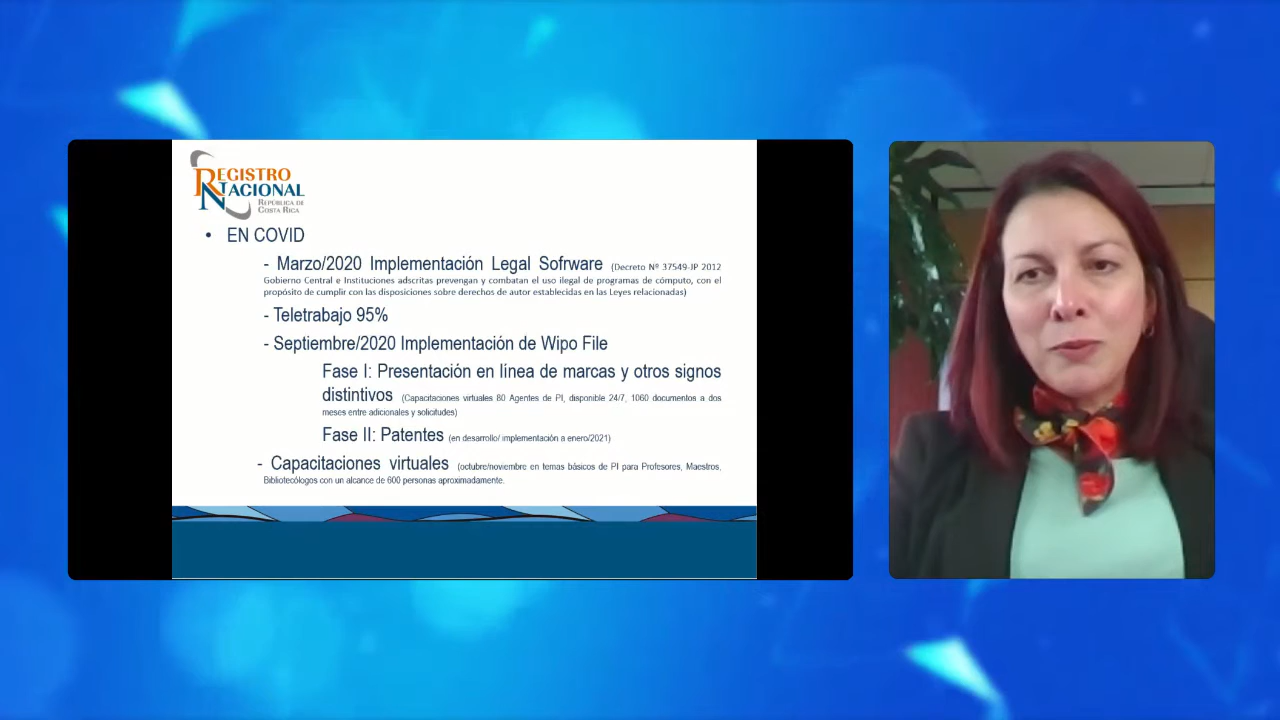 REGISTRO
NACIONAL
REPÚBLICA DE
COSTA RICA
• EN COVID
- Marzo/2020 Implementación Legal Sofrware (Decreto Nº 37549-JP 2012
Gobierno Central e Instituciones adscritas prevengan y combatan el uso ilegal de programas de cómputo, con el
propósito de cumplir con las disposiciones sobre derechos de autor establecidas en las Leyes relacionadas)
- Teletrabajo 95%
- Septiembre/2020 Implementación de Wipo File
Fase I: Presentación en línea de marcas y otros signos
distintivos (Capacitaciones virtuales 80 Agentes de PI, disponible 24/7, 1060 documentos a dos
meses entre adicionales y solicitudes)
Fase II: Patentes (en desarrollo/ implementación a enero/2021)
- Capacitaciones virtuales (octubre/noviembre en temas básicos de PI para Profesores, Maestros,
Bibliotecólogos con un alcance de 600 personas aproximadamente.